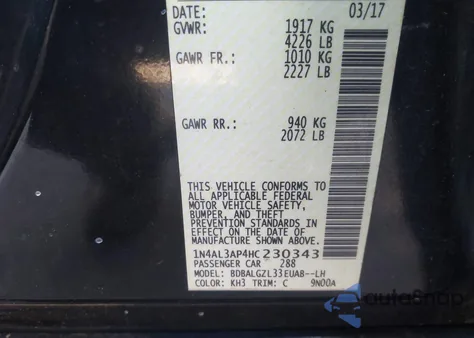 DATE: 03/17
GVWR: 1917 KG
4226 LB
GAWR FR.: 1010 KG
2227 LB
GAWR RR.: 940 KG
2072 LB
THIS VEHICLE CONFORMS TO
ALL APPLICABLE FEDERAL
MOTOR VEHICLE SAFETY,
BUMPER, AND THEFT
PREVENTION STANDARDS IN
EFFECT ON THE DATE OF
MANUFACTURE SHOWN ABOVE.
1N4AL3AP4HC230343
PASSENGER CAR 288
MODEL: BDBALGZL33EUAB--LH
COLOR: KH3 TRIM: C 9N00A
autosnap